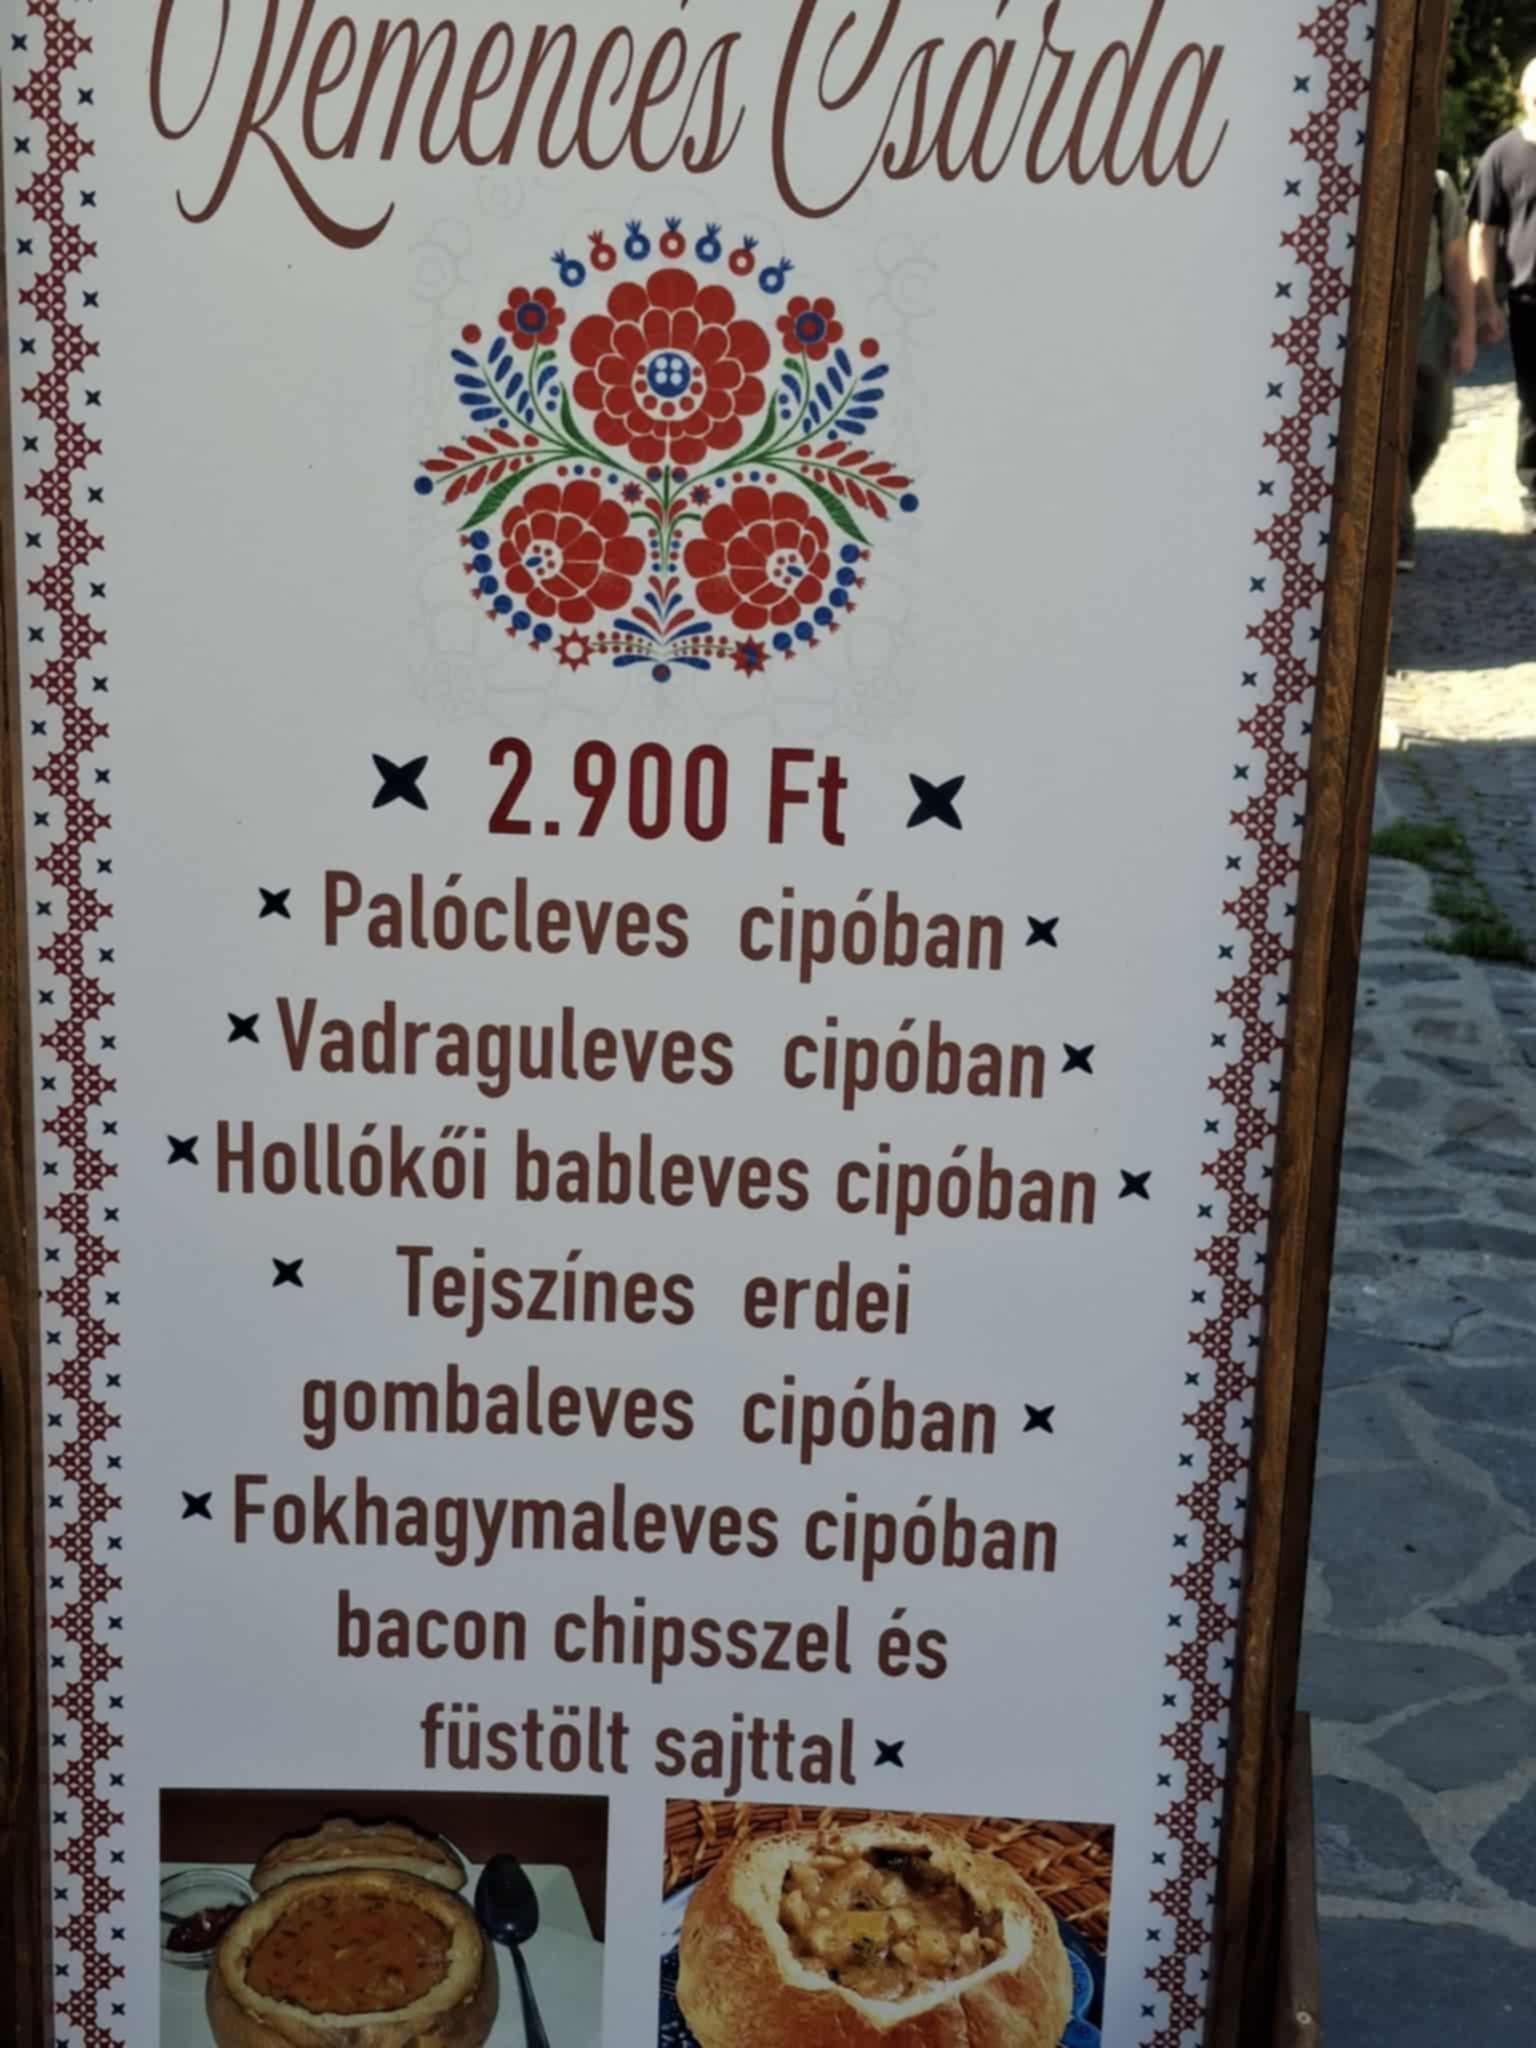 Kemencés Csárda
2.900 Ft
Palócleves cipóban
Vadraguleves cipóban
Hollókői bableves cipóban
Tejszínes erdei
gombaleves cipóban
Fokhagymaleves cipóban
bacon chipsszel és
füstölt sajttal